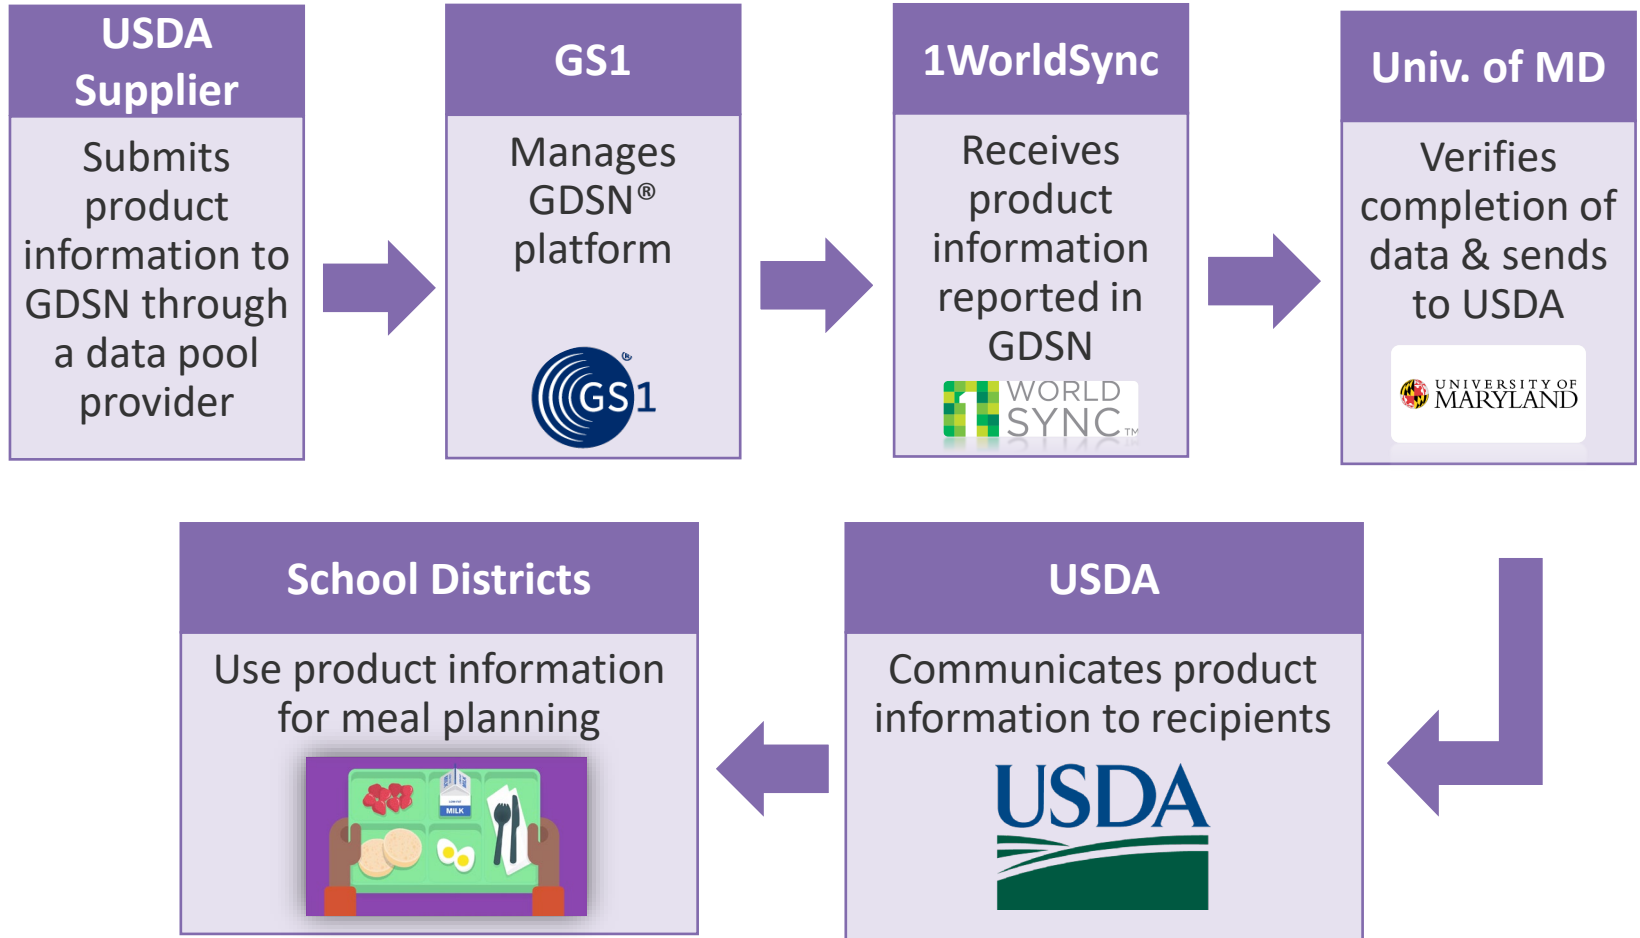 USDA
Supplier
Submits
product
information to
GDSN through
a data pool
provider
GS1
Manages
GDSN®
platform
®
GS1
1WorldSync
Receives
product
information
reported in
GDSN
1 WORLD
SYNC™
Univ. of MD
Verifies
completion of
data & sends
to USDA
UNIVERSITY OF
MARYLAND
School Districts
Use product information
for meal planning
MILK
USDA
Communicates product
information to recipients
USDA